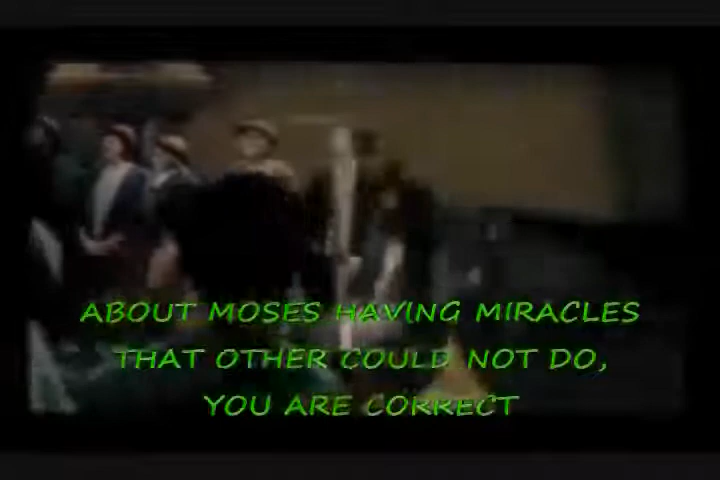 ABOUT MOSES HAVING MIRACLES
THAT OTHER COULD NOT DO,
YOU ARE CORRECT